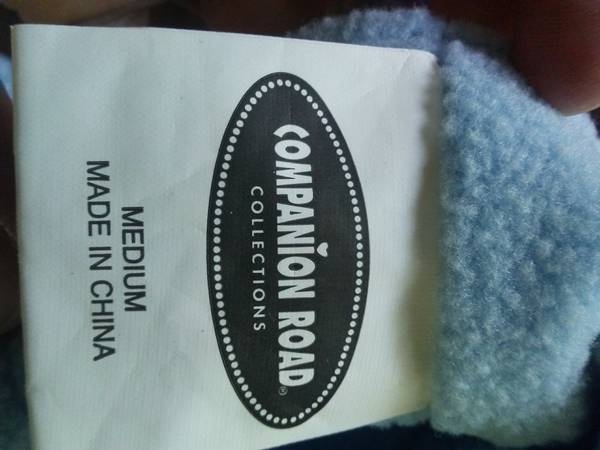 COMPANION ROAD®
COLLECTIONS
MEDIUM
MADE IN CHINA